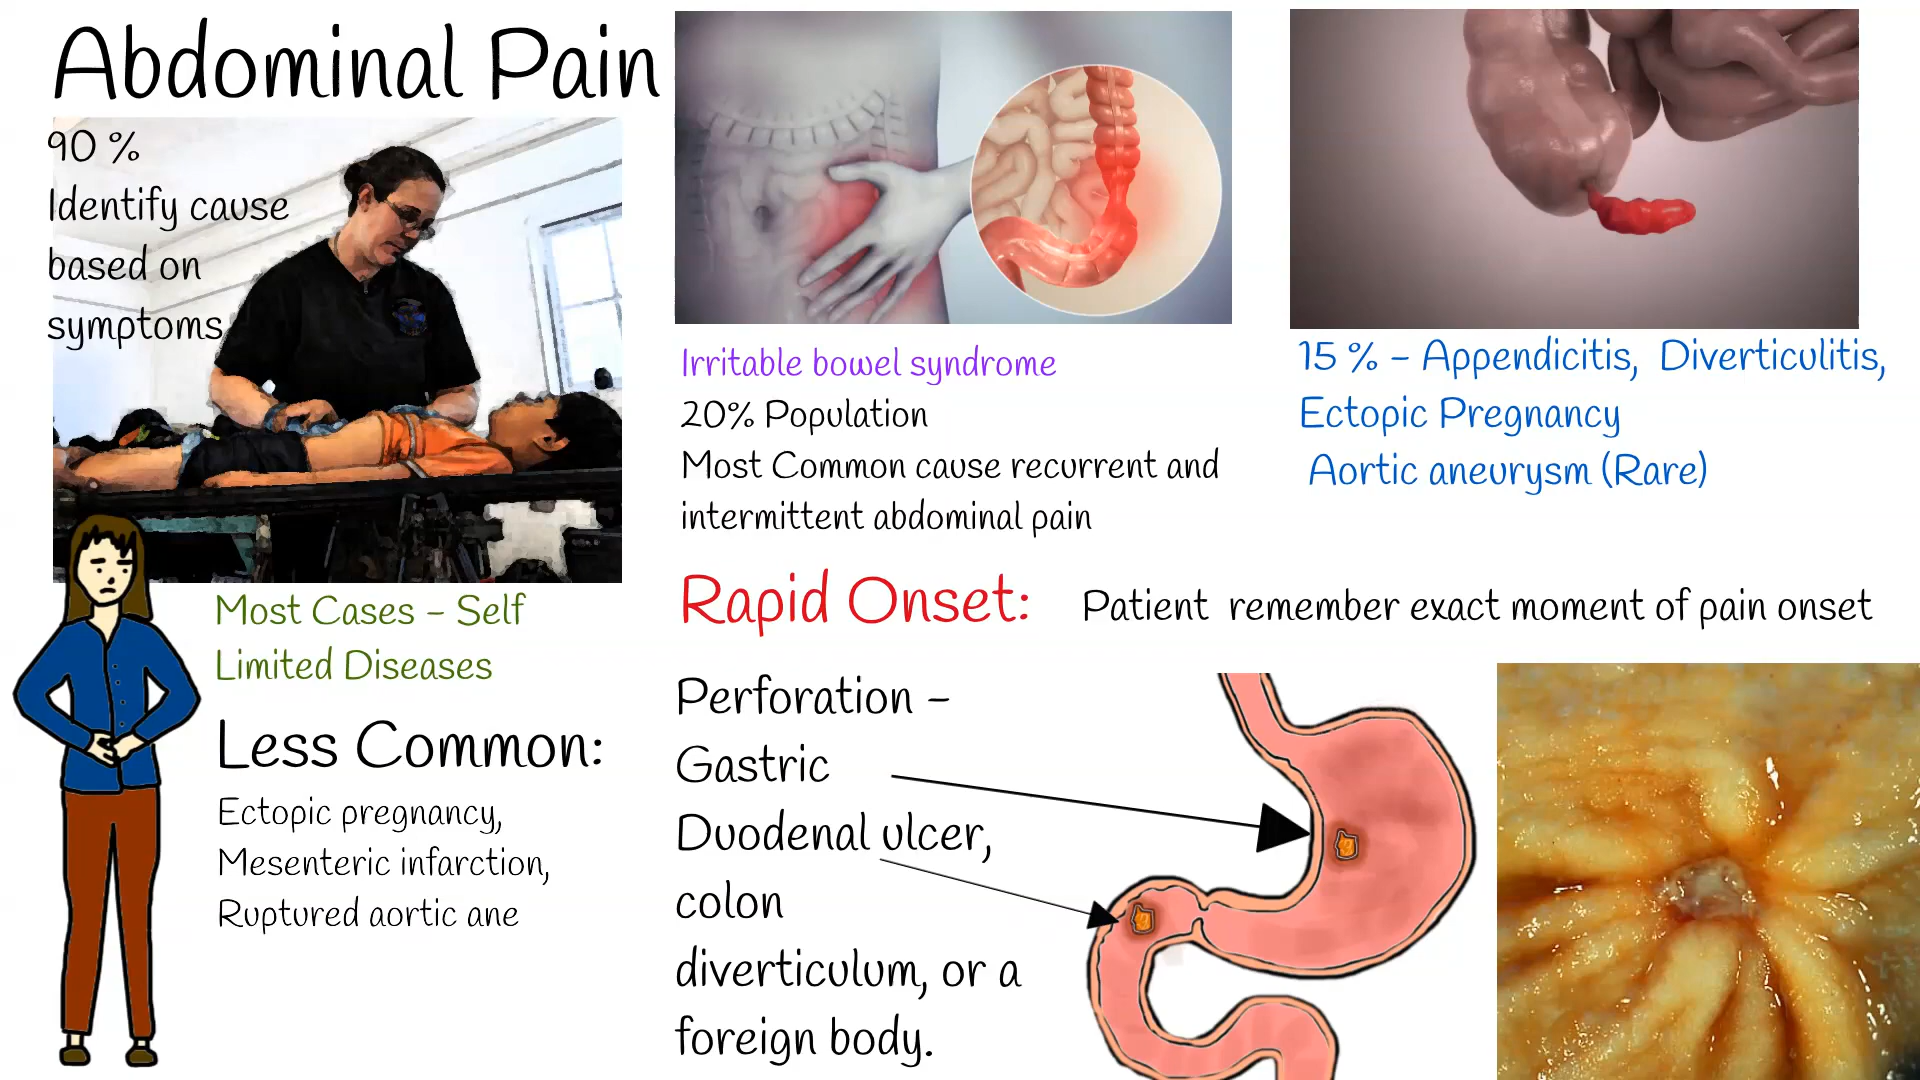 Abdominal Pain
90 %
Identify cause
based on
symptoms
Most Cases - Self
Limited Diseases
Less Common:
Ectopic pregnancy,
Mesenteric infarction,
Ruptured aortic ane
Irritable bowel syndrome
20% Population
Most Common cause recurrent and
intermittent abdominal pain
15 % - Appendicitis, Diverticulitis,
Ectopic Pregnancy
Aortic aneurysm (Rare)
Rapid Onset: Patient remember exact moment of pain onset
Perforation -
Gastric
Duodenal ulcer,
colon
diverticulum, or a
foreign body.